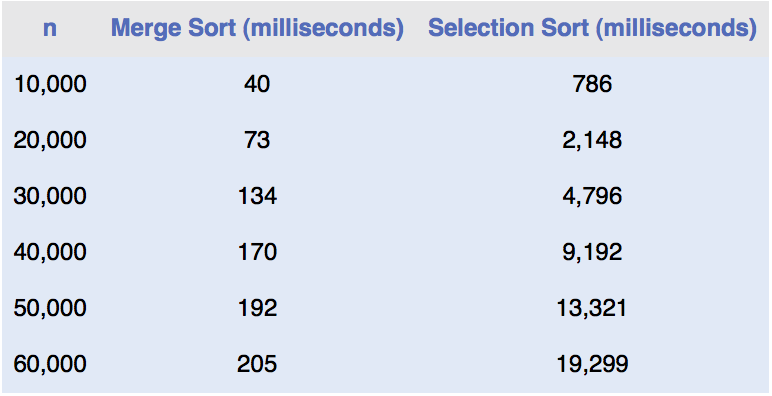 n Merge Sort (milliseconds) Selection Sort (milliseconds)
10,000 40 786
20,000 73 2,148
30,000 134 4,796
40,000 170 9,192
50,000 192 13,321
60,000 205 19,299